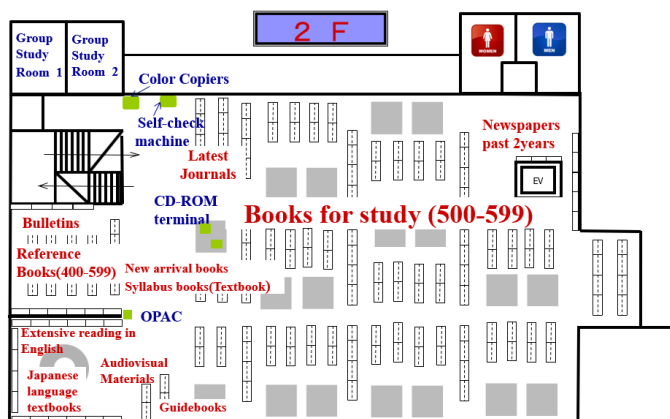 2 F
Group
Study
Room 1
Group
Study
Room 2
WOMEN
MEN
Color Copiers
Self-check
machine
Latest
Journals
Newspapers
past 2years
EV
CD-ROM
terminal
Books for study (500-599)
Bulletins
Reference
Books(400-599)
New arrival books
Syllabus books(Textbook)
OPAC
Extensive reading in
English
Audiovisual
Materials
Japanese
language
textbooks
Guidebooks